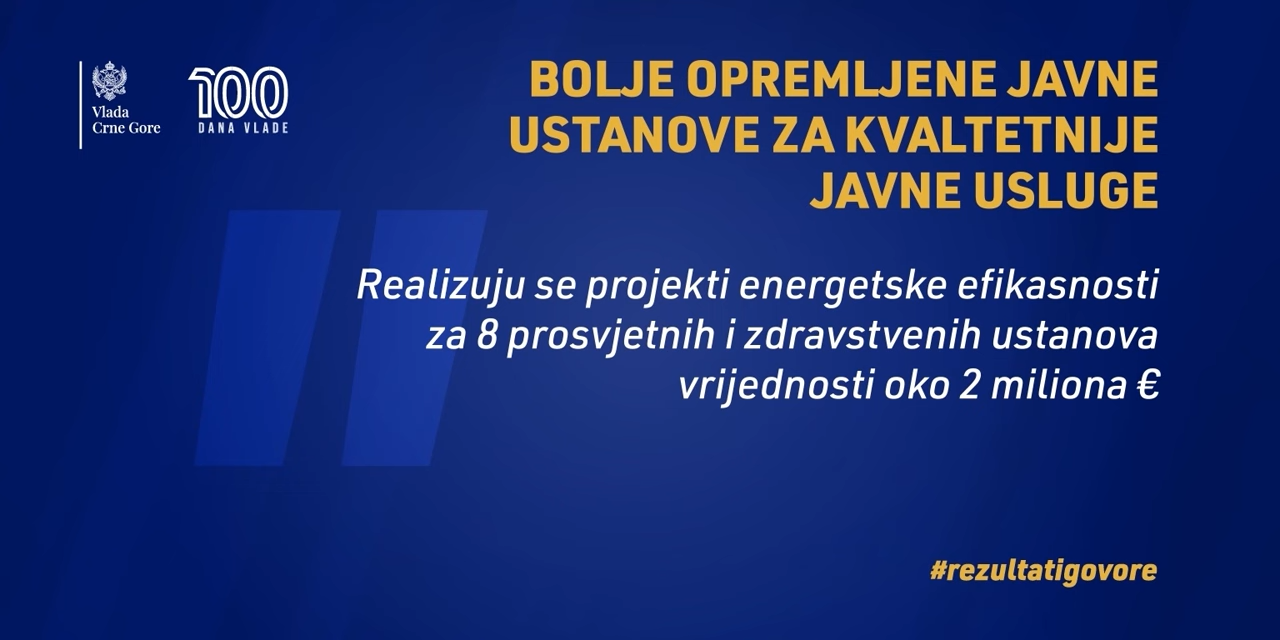 Vlada
Crne Gore
100
DANA VLADE
BOLJE OPREMLJENE JAVNE
USTANOVE ZA KVALTETNIJE
JAVNE USLUGE
Realizuju se projekti energetske efikasnosti
za 8 prosvjetnih i zdravstvenih ustanova
vrijednosti oko 2 miliona €
#rezultatigovore